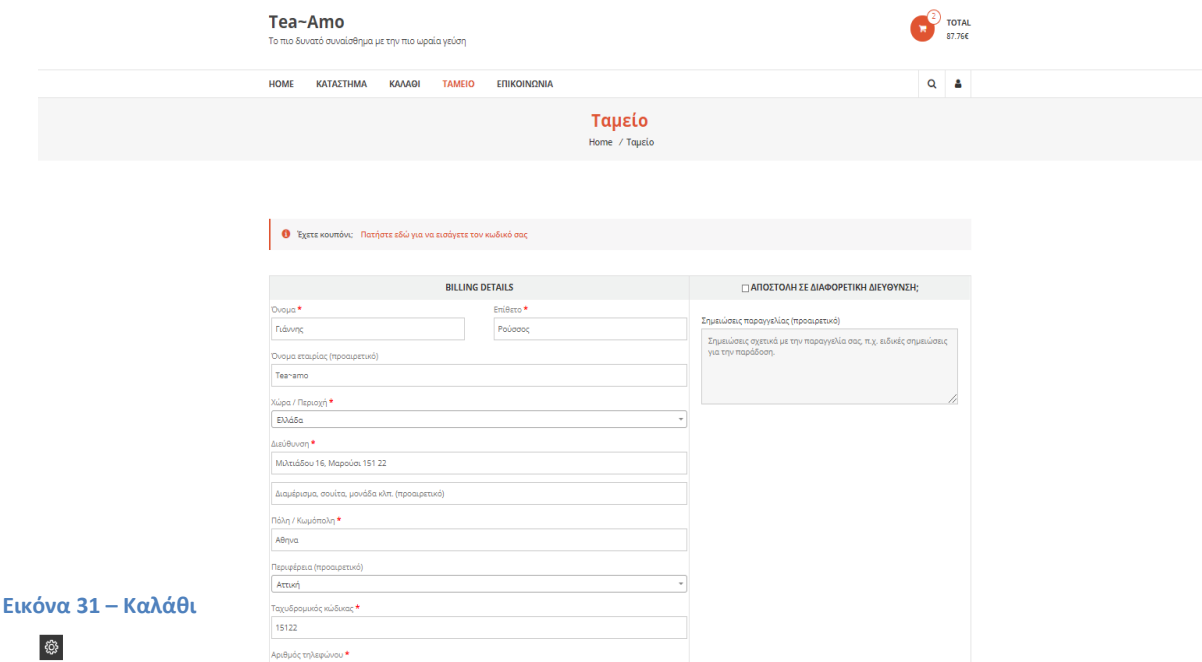 Tea~Amo
Το πιο δυνατό συναίσθημα με την πιο ωραία γεύση
2
TOTAL
87.76€
HOME ΚΑΤΑΣΤΗΜΑ ΚΑΛΑΘΙ ΤΑΜΕΙΟ ΕΠΙΚΟΙΝΩΝΙΑ
Ταμείο
Home / Ταμείο
Έχετε κουπόνι; Πατήστε εδώ για να εισάγετε τον κωδικό σας
BILLING DETAILS
ΑΠΟΣΤΟΛΗ ΣΕ ΔΙΑΦΟΡΕΤΙΚΗ ΔΙΕΥΘΥΝΣΗ;
Όνομα *
Επίθετο *
Γιάννης
Ρούσσος
Σημειώσεις παραγγελίας (προαιρετικό)
Σημειώσεις σχετικά με την παραγγελία σας, π.χ. ειδικές σημειώσεις
για την παράδοση.
Όνομα εταιρίας (προαιρετικό)
Tea~amo
Χώρα / Περιοχή *
Ελλάδα
Διεύθυνση *
Μιλτιάδου 16, Μαρούσι 151 22
Διαμέρισμα, σουίτα, μονάδα κλπ. (προαιρετικό)
Πόλη / Κωμόπολη *
Αθηνα
Περιφέρεια (προαιρετικό)
Αττική
Ταχυδρομικός κώδικας *
15122
Αριθμός τηλεφώνου *
Εικόνα 31 – Καλάθι